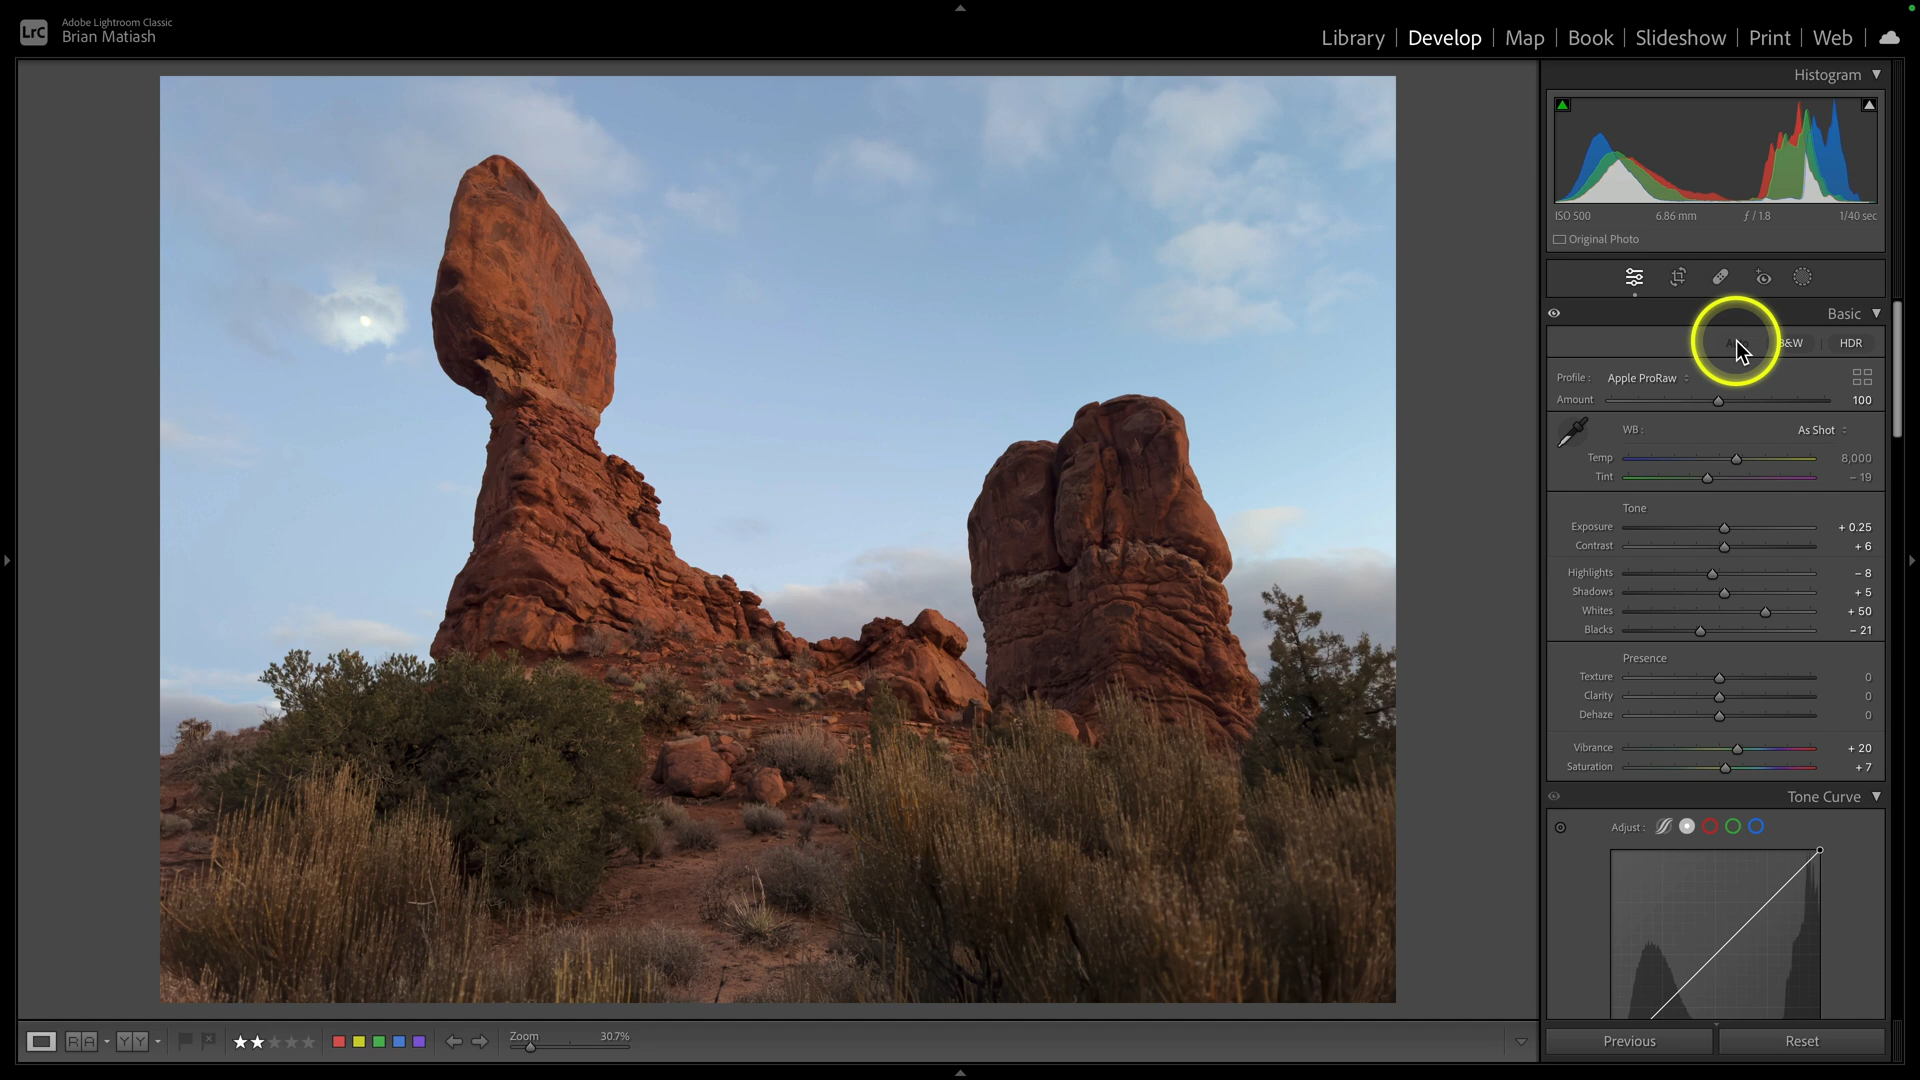 LrC
Adobe Lightroom Classic
Brian Matiash
Library | Develop | Map | Book | Slideshow | Print | Web
Histogram
ISO 500 6.86 mm ƒ / 1.8 1/40 sec
Original Photo
Basic
B&W | HDR
Profile : Apple ProRaw
Amount 100
WB : As Shot
Temp 8,000
Tint – 19
Tone
Exposure + 0.25
Contrast + 6
Highlights – 8
Shadows + 5
Whites + 50
Blacks – 21
Presence
Texture 0
Clarity 0
Dehaze 0
Vibrance + 20
Saturation + 7
Tone Curve
Adjust :
R A Y Y Zoom 30.7%
Previous Reset